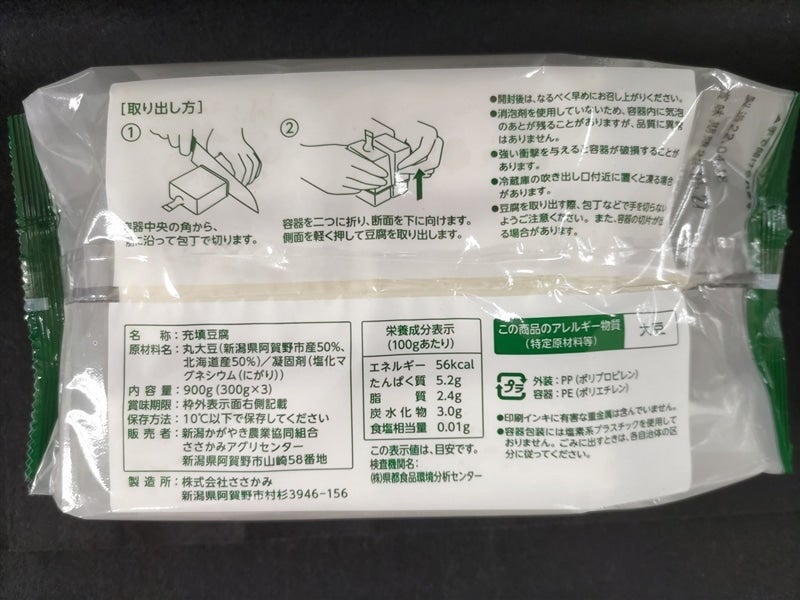 [取り出し方]
①
②
容器中央の角から、
溝に沿って包丁で切ります。
容器を二つに折り、断面を下に向けます。
側面を軽く押して豆腐を取り出します。
●開封後は、なるべく早めにお召し上がりください。
●消泡剤を使用していないため、容器内に気泡
のあとが残ることがありますが、品質に異常
はありません。
●強い衝撃を与えると容器が破損することが
あります。
●冷蔵庫の吹き出し口付近に置くと凍る場合
があります。
●豆腐を取り出す際、包丁などで手を切らない
ようご注意ください。また、容器の切片が出
る場合があります。
名 称:充填豆腐
原材料名:丸大豆(新潟県阿賀野市産50%、
北海道産50%)/凝固剤(塩化マ
グネシウム(にがり))
内容量:900g(300g×3)
賞味期限:枠外表示面右側記載
保存方法:10℃以下で保存してください
販売者:新潟かがやき農業協同組合
ささかみアグリセンター
新潟県阿賀野市山崎58番地
製造所:株式会社ささかみ
新潟県阿賀野市村杉3946-156
栄養成分表示
(100gあたり)
エネルギー 56kcal
たんぱく質 5.2g
脂質 2.4g
炭水化物 3.0g
食塩相当量 0.01g
この表示値は、目安です。
検査機関名:
(株)県都食品環境分析センター
この商品のアレルギー物質
(特定原材料等)
大豆
プラ
外装:PP(ポリプロピレン)
容器:PE(ポリエチレン)
●印刷インキに有害な重金属は含んでいません。
●容器包装には塩素系プラスチックを使用して
おりません。ごみに出すときは、各自治体の区
分に従ってください。